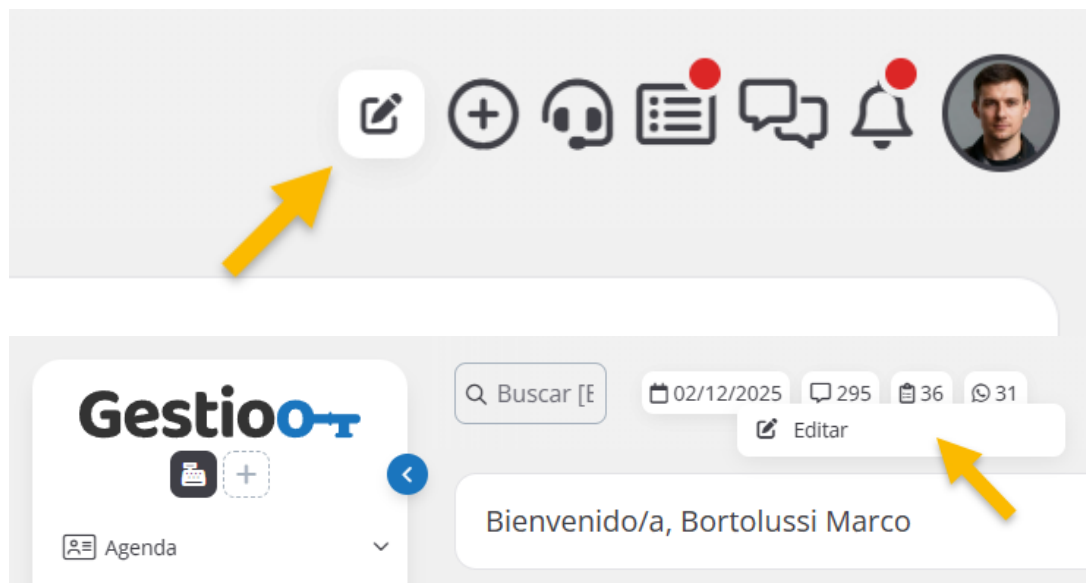 Gestioo
Buscar [E
02/12/2025
295
36
31
Editar
Bienvenido/a, Bortolussi Marco
Agenda